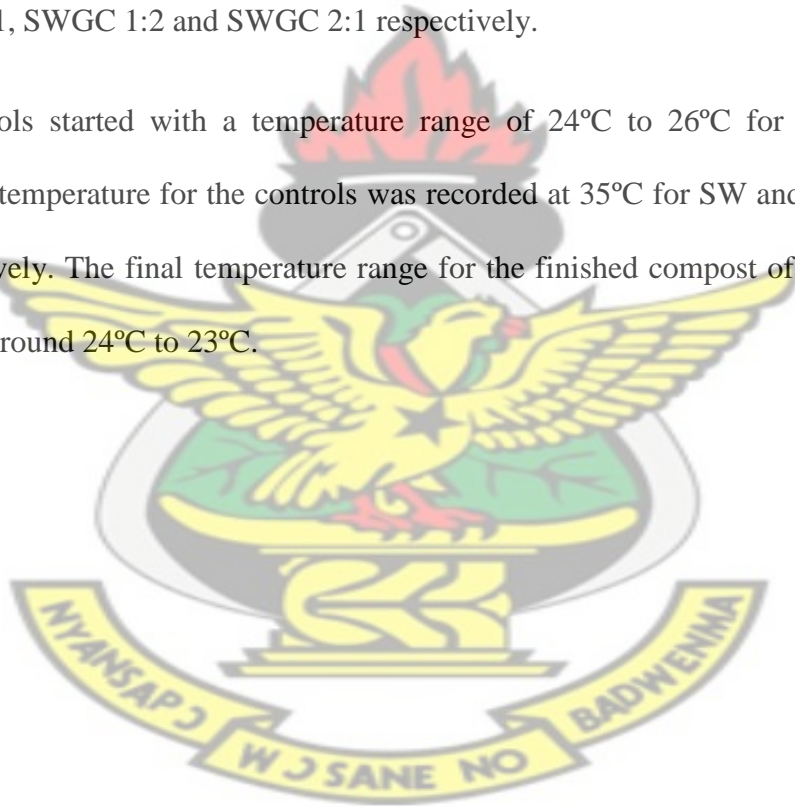 1, SWGC 1:2 and SWGC 2:1 respectively.
ols started with a temperature range of 24ºC to 26ºC for
temperature for the controls was recorded at 35ºC for SW and
vely. The final temperature range for the finished compost of
round 24ºC to 23ºC.
NYANSAPƆ
WƆ SANE NO
BADWENMA